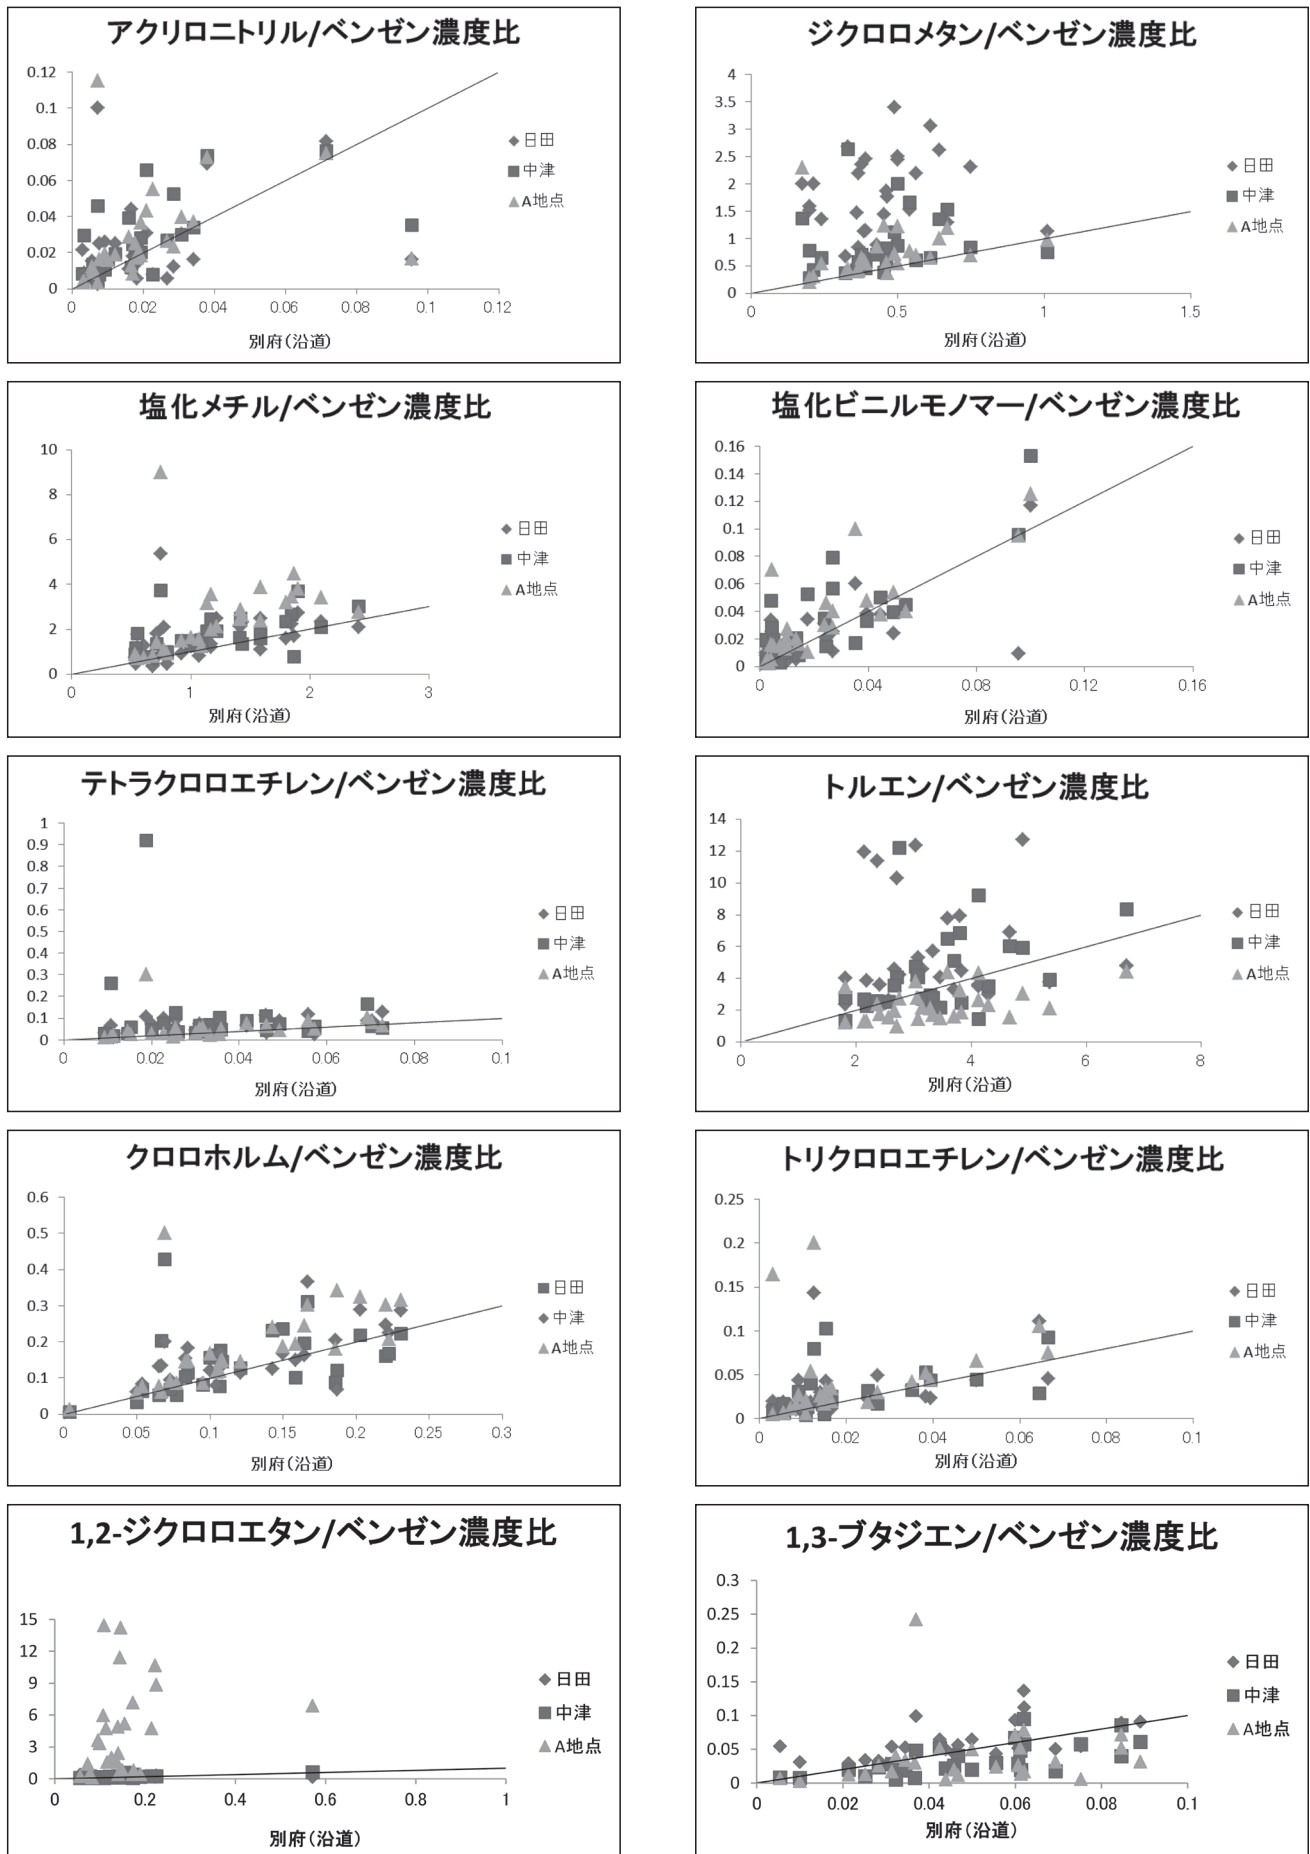 アクリロニトリル/ベンゼン濃度比
0.12
0.1
0.08
0.06
0.04
0.02
0
0 0.02 0.04 0.06 0.08 0.1 0.12
別府(沿道)
日田
中津
A地点
ジクロロメタン/ベンゼン濃度比
4
3.5
3
2.5
2
1.5
1
0.5
0
0 0.5 1 1.5
別府(沿道)
日田
中津
A地点
塩化メチル/ベンゼン濃度比
10
8
6
4
2
0
0 1 2 3
別府(沿道)
日田
中津
A地点
塩化ビニルモノマー/ベンゼン濃度比
0.16
0.14
0.12
0.1
0.08
0.06
0.04
0.02
0
0 0.04 0.08 0.12 0.16
別府(沿道)
日田
中津
A地点
テトラクロロエチレン/ベンゼン濃度比
1
0.9
0.8
0.7
0.6
0.5
0.4
0.3
0.2
0.1
0
0 0.02 0.04 0.06 0.08 0.1
別府(沿道)
日田
中津
A地点
トルエン/ベンゼン濃度比
14
12
10
8
6
4
2
0
0 2 4 6 8
別府(沿道)
日田
中津
A地点
クロロホルム/ベンゼン濃度比
0.6
0.5
0.4
0.3
0.2
0.1
0
0 0.05 0.1 0.15 0.2 0.25 0.3
別府(沿道)
日田
中津
A地点
トリクロロエチレン/ベンゼン濃度比
0.25
0.2
0.15
0.1
0.05
0
0 0.02 0.04 0.06 0.08 0.1
別府(沿道)
日田
中津
A地点
1,2-ジクロロエタン/ベンゼン濃度比
15
12
9
6
3
0
0 0.2 0.4 0.6 0.8 1
別府(沿道)
日田
中津
A地点
1,3-ブタジエン/ベンゼン濃度比
0.3
0.25
0.2
0.15
0.1
0.05
0
0 0.02 0.04 0.06 0.08 0.1
別府(沿道)
日田
中津
A地点